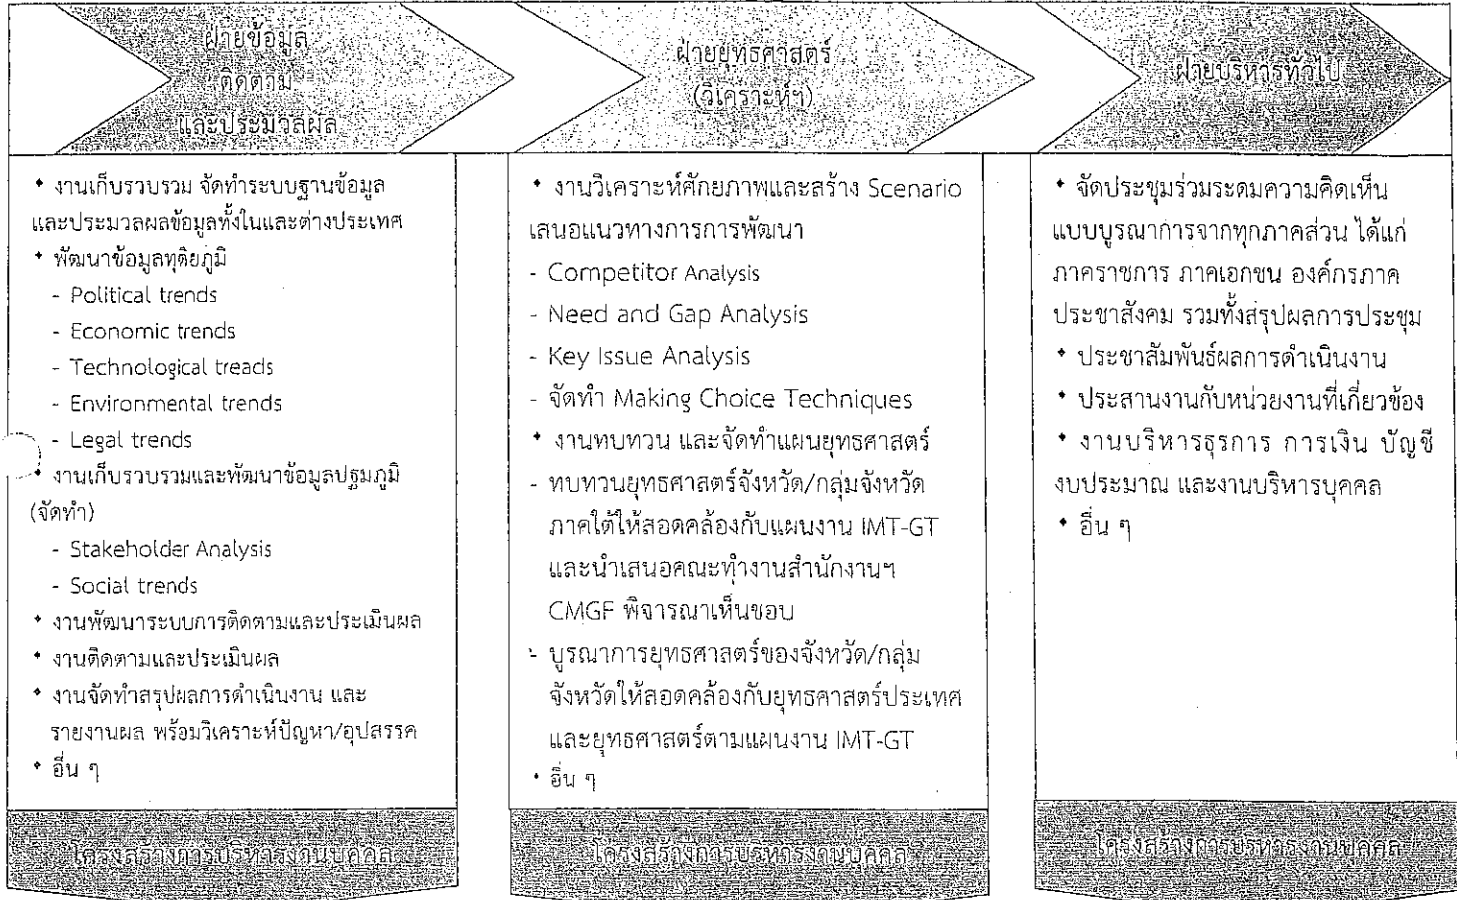 ฝ่ายข้อมูล
ติดตาม
และประมวลผล
ฝ่ายยุทธศาสตร์
(วิเคราะห์ฯ)
ฝ่ายบริหารทั่วไป
* งานเก็บรวบรวม จัดทำระบบฐานข้อมูล
และประมวลผลข้อมูลทั้งในและต่างประเทศ
* พัฒนาข้อมูลทุติยภูมิ
- Political trends
- Economic trends
- Technological treads
- Environmental trends
- Legal trends
* งานเก็บรวบรวมและพัฒนาข้อมูลปฐมภูมิ
(จัดทำ)
- Stakeholder Analysis
- Social trends
* งานพัฒนาระบบการติดตามและประเมินผล
* งานติดตามและประเมินผล
* งานจัดทำสรุปผลการดำเนินงาน และ
รายงานผล พร้อมวิเคราะห์ปัญหา/อุปสรรค
* อื่น ๆ
* งานวิเคราะห์ศักยภาพและสร้าง Scenario
เสนอแนวทางการการพัฒนา
- Competitor Analysis
- Need and Gap Analysis
- Key Issue Analysis
- จัดทำ Making Choice Techniques
* งานทบทวน และจัดทำแผนยุทธศาสตร์
- ทบทวนยุทธศาสตร์จังหวัด/กลุ่มจังหวัด
ภาคใต้ให้สอดคล้องกับแผนงาน IMT-GT
และนำเสนอคณะทำงานสำนักงานฯ
CMGF พิจารณาเห็นชอบ
- บูรณาการยุทธศาสตร์ของจังหวัด/กลุ่ม
จังหวัดให้สอดคล้องกับยุทธศาสตร์ประเทศ
และยุทธศาสตร์ตามแผนงาน IMT-GT
* อื่น ๆ
* จัดประชุมร่วมระดมความคิดเห็น
แบบบูรณาการจากทุกภาคส่วน ได้แก่
ภาคราชการ ภาคเอกชน องค์กรภาค
ประชาสังคม รวมทั้งสรุปผลการประชุม
* ประชาสัมพันธ์ผลการดำเนินงาน
* ประสานงานกับหน่วยงานที่เกี่ยวข้อง
* งานบริหารธุรการ การเงิน บัญชี
งบประมาณ และงานบริหารบุคคล
* อื่น ๆ
โครงสร้างการบริหารงานบุคคล
โครงสร้างการบริหารงานบุคคล
โครงสร้างการบริหารงานบุคคล